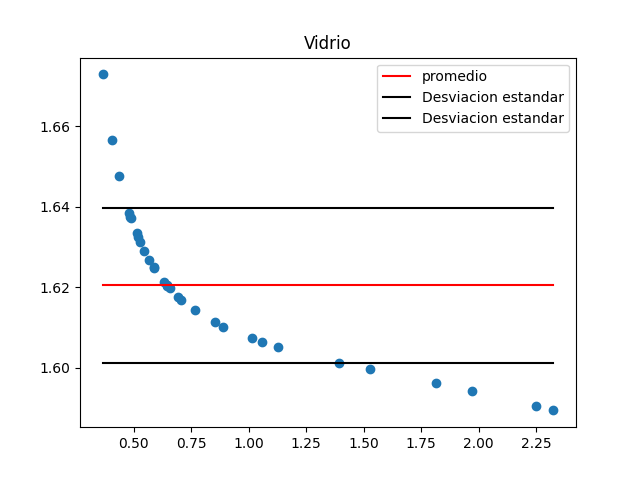 Vidrio
promedio
Desviacion estandar
Desviacion estandar
1.66
1.64
1.62
1.60
0.50 0.75 1.00 1.25 1.50 1.75 2.00 2.25